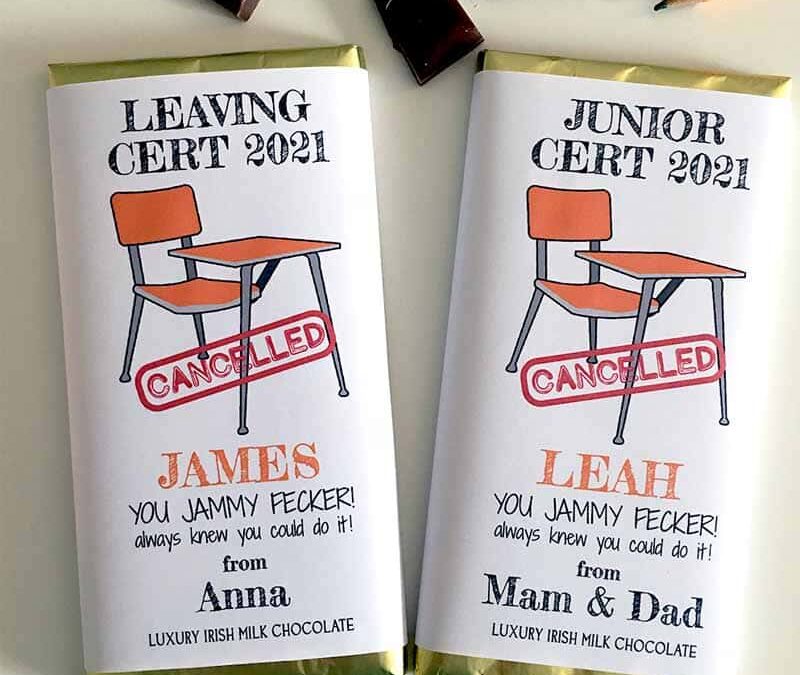 LEAVING
CERT 2021
CANCELLED
JAMES
YOU JAMMY FECKER!
always knew you could do it!
from
Anna
LUXURY IRISH MILK CHOCOLATE
JUNIOR
CERT 2021
CANCELLED
LEAH
YOU JAMMY FECKER!
always knew you could do it!
from
Mam & Dad
LUXURY IRISH MILK CHOCOLATE